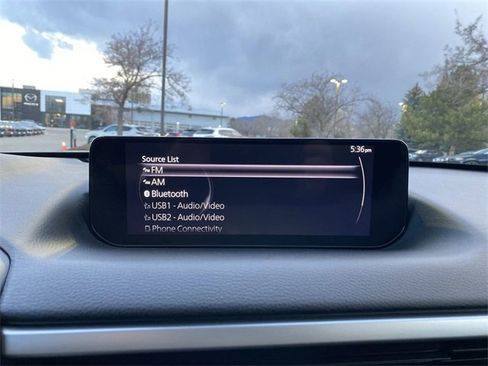 5:36pm
Source List
FM
AM
Bluetooth
USB1 - Audio/Video
USB2 - Audio/Video
Phone Connectivity